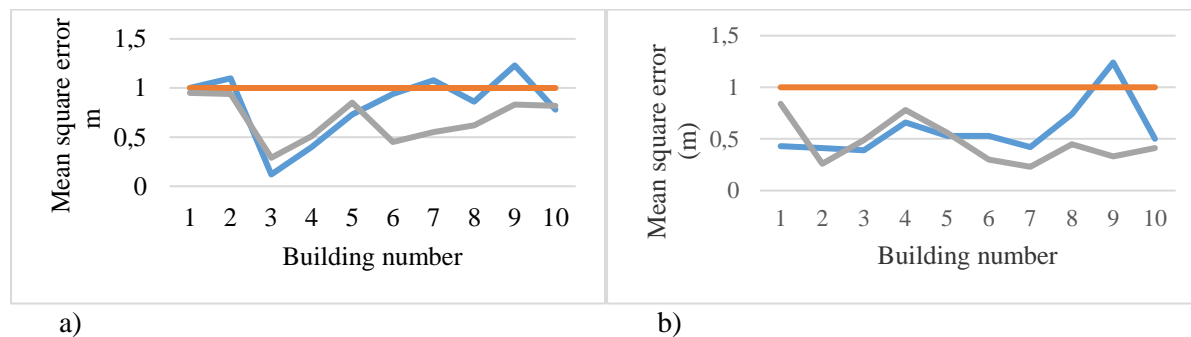 Mean square error
m
1,5
1
0,5
0
1 2 3 4 5 6 7 8 9 10
Building number
a)
Mean square error
(m)
1,5
1
0,5
0
1 2 3 4 5 6 7 8 9 10
Building number
b)